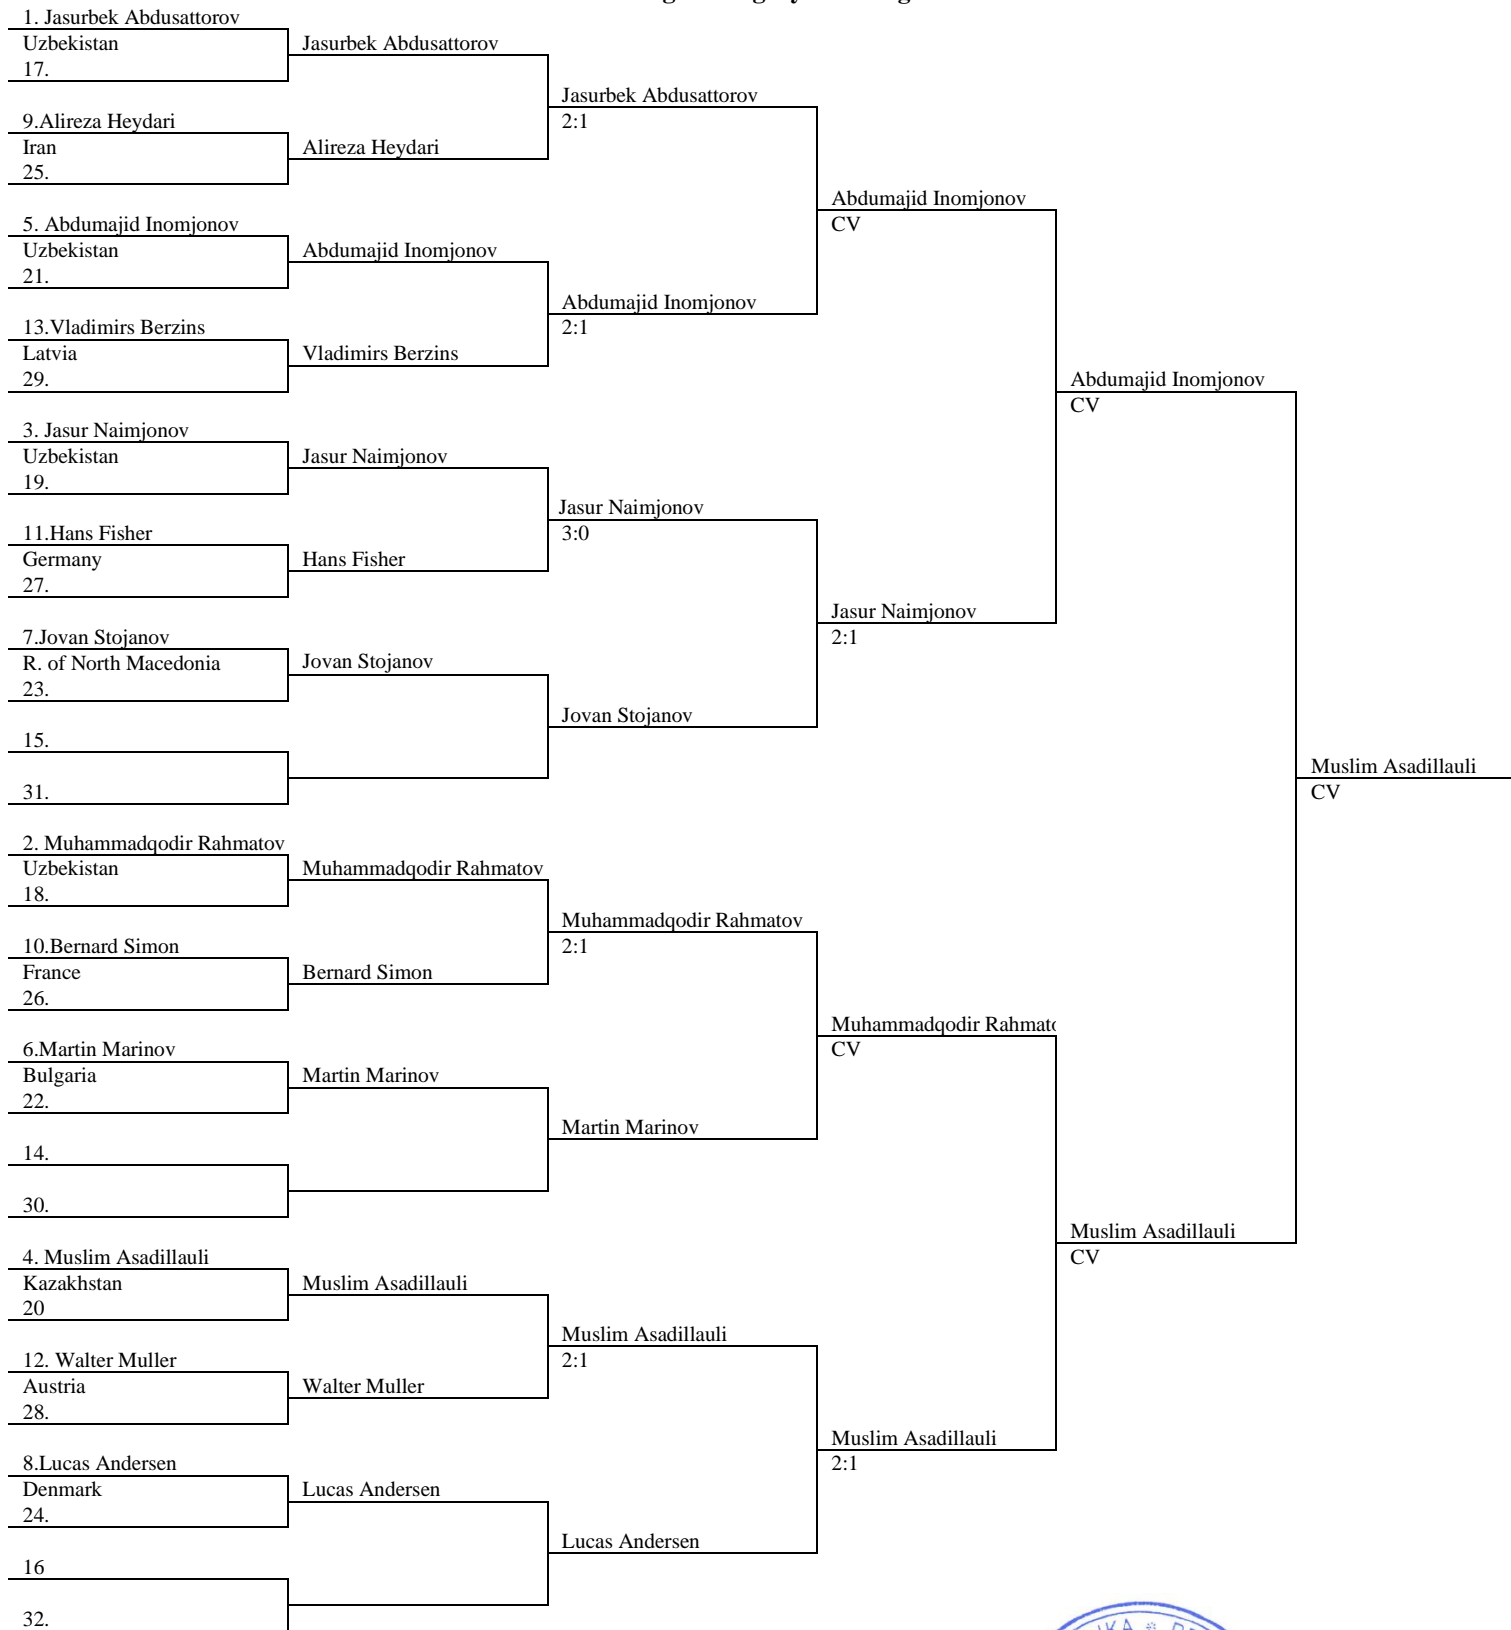 1. Jasurbek Abdusattorov
Uzbekistan
17.
9.Alireza Heydari
Iran
25.
5. Abdumajid Inomjonov
Uzbekistan
21.
13.Vladimirs Berzins
Latvia
29.
3. Jasur Naimjonov
Uzbekistan
19.
11.Hans Fisher
Germany
27.
7.Jovan Stojanov
R. of North Macedonia
23.
15.
31.
2. Muhammadqodir Rahmatov
Uzbekistan
18.
10.Bernard Simon
France
26.
6.Martin Marinov
Bulgaria
22.
14.
30.
4. Muslim Asadillauli
Kazakhstan
20
12. Walter Muller
Austria
28.
8.Lucas Andersen
Denmark
24.
16
32.
Jasurbek Abdusattorov
Alireza Heydari
Abdumajid Inomjonov
Vladimirs Berzins
Jasur Naimjonov
Hans Fisher
Jovan Stojanov
Muhammadqodir Rahmatov
Bernard Simon
Martin Marinov
Muslim Asadillauli
Walter Muller
Lucas Andersen
Jasurbek Abdusattorov
2:1
Abdumajid Inomjonov
2:1
Jasur Naimjonov
3:0
Jovan Stojanov
Muhammadqodir Rahmatov
2:1
Martin Marinov
Muslim Asadillauli
2:1
Lucas Andersen
Abdumajid Inomjonov
CV
Jasur Naimjonov
2:1
Muhammadqodir Rahmato
CV
Muslim Asadillauli
2:1
Abdumajid Inomjonov
CV
Muslim Asadillauli
CV
Muslim Asadillauli
CV